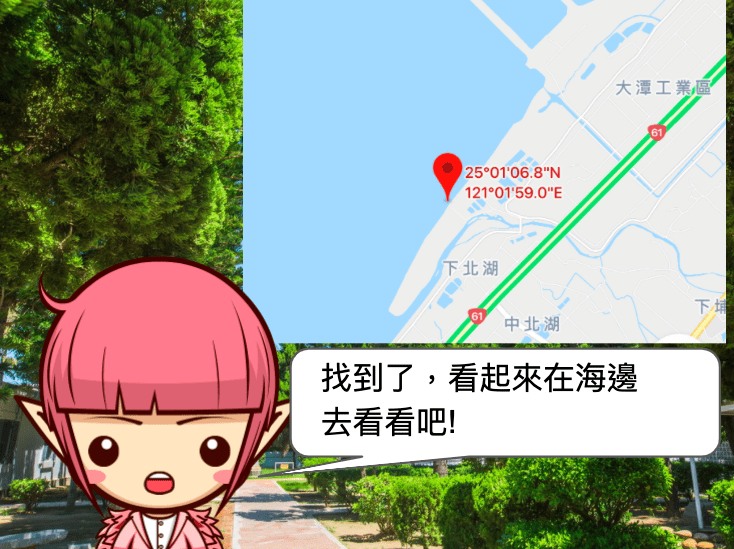 大潭工業區
61
25°01'06.8"N
121°01'59.0"E
下北湖
61
中北湖
下埔
找到了，看起來在海邊
去看看吧!